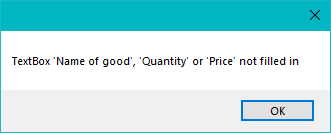 TextBox 'Name of good', 'Quantity' or 'Price' not filled in
OK